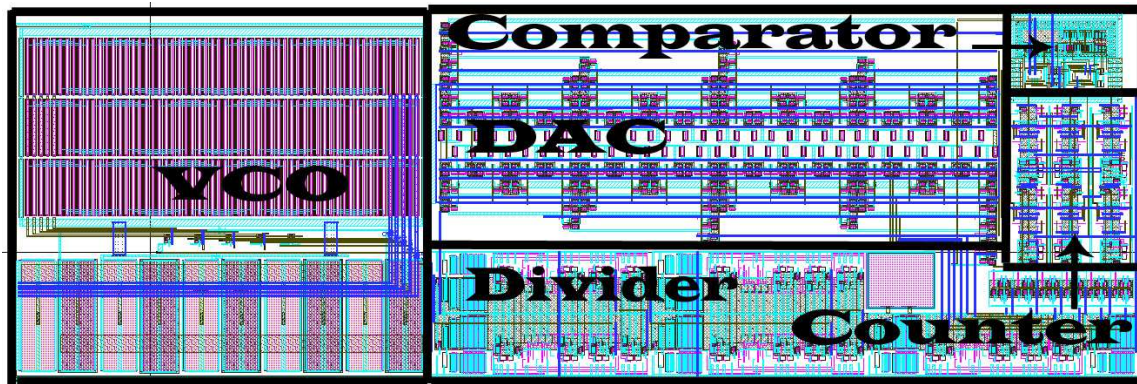 Comparator
DAC
VCO
Divider
Counter